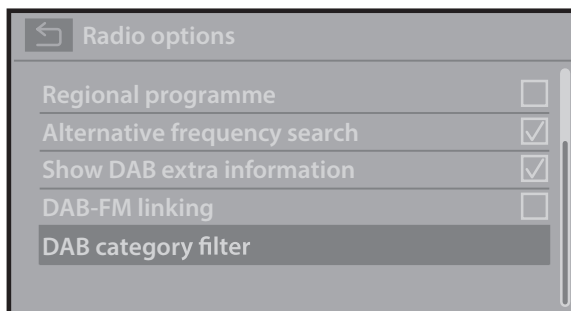 Radio options
Regional programme
Alternative frequency search
Show DAB extra information
DAB-FM linking
DAB category filter